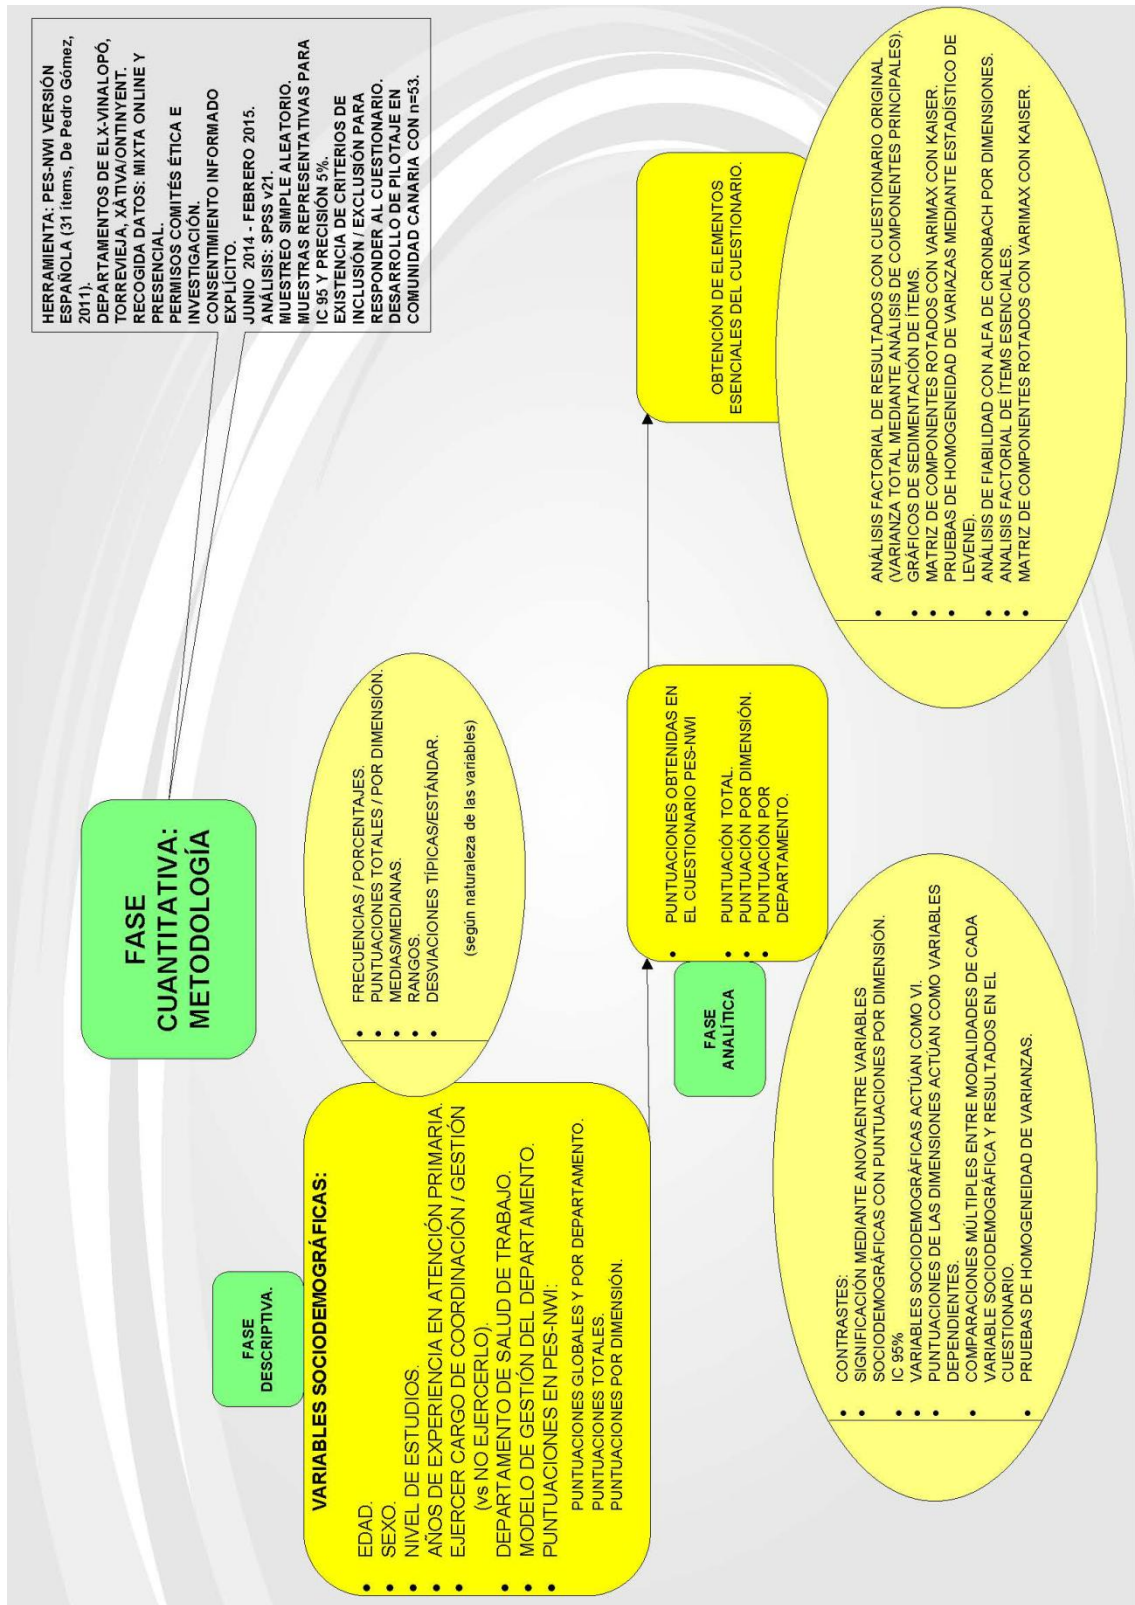 FASE
CUANTITATIVA:
METODOLOGÍA
HERRAMIENTA: PES-NWI VERSIÓN
ESPAÑOLA (31 ítems, De Pedro Gómez,
2011).
DEPARTAMENTOS DE ELX-VINALOPÓ,
TORREVIEJA, XÀTIVA/ONTINYENT.
RECOGIDA DATOS: MIXTA ONLINE Y
PRESENCIAL.
PERMISOS COMITÉS ÉTICA E
INVESTIGACIÓN.
CONSENTIMIENTO INFORMADO
EXPLÍCITO.
JUNIO 2014 - FEBRERO 2015.
ANÁLISIS: SPSS v21.
MUESTREO SIMPLE ALEATORIO.
MUESTRAS REPRESENTATIVAS PARA
IC 95 Y PRECISIÓN 5%.
EXISTENCIA DE CRITERIOS DE
INCLUSIÓN / EXCLUSIÓN PARA
RESPONDER AL CUESTIONARIO.
DESARROLLO DE PILOTAJE EN
COMUNIDAD CANARIA CON n=53.
FASE
DESCRIPTIVA.
VARIABLES SOCIODEMOGRÁFICAS:
• EDAD.
• SEXO.
• NIVEL DE ESTUDIOS.
• AÑOS DE EXPERIENCIA EN ATENCIÓN PRIMARIA.
• EJERCER CARGO DE COORDINACIÓN / GESTIÓN
(vs NO EJERCERLO).
• DEPARTAMENTO DE SALUD DE TRABAJO.
• MODELO DE GESTIÓN DEL DEPARTAMENTO.
• PUNTUACIONES EN PES-NWI:
PUNTUACIONES GLOBALES Y POR DEPARTAMENTO.
PUNTUACIONES TOTALES.
PUNTUACIONES POR DIMENSIÓN.
• FRECUENCIAS / PORCENTAJES.
• PUNTUACIONES TOTALES / POR DIMENSIÓN.
• MEDIAS/MEDIANAS.
• RANGOS.
• DESVIACIONES TÍPICAS/ESTÁNDAR.
(según naturaleza de las variables)
FASE
ANALÍTICA
• PUNTUACIONES OBTENIDAS EN
EL CUESTIONARIO PES-NWI
• PUNTUACIÓN TOTAL.
• PUNTUACIÓN POR DIMENSIÓN.
• PUNTUACIÓN POR
DEPARTAMENTO.
• CONTRASTES:
• SIGNIFICACIÓN MEDIANTE ANOVAENTRE VARIABLES
SOCIODEMOGRÁFICAS CON PUNTUACIONES POR DIMENSIÓN.
• IC 95%
• VARIABLES SOCIODEMOGRÁFICAS ACTÚAN COMO VI.
• PUNTUACIONES DE LAS DIMENSIONES ACTÚAN COMO VARIABLES
DEPENDIENTES.
• COMPARACIONES MÚLTIPLES ENTRE MODALIDADES DE CADA
VARIABLE SOCIODEMOGRÁFICA Y RESULTADOS EN EL
CUESTIONARIO.
• PRUEBAS DE HOMOGENEIDAD DE VARIANZAS.
OBTENCIÓN DE ELEMENTOS
ESENCIALES DEL CUESTIONARIO.
• ANÁLISIS FACTORIAL DE RESULTADOS CON CUESTIONARIO ORIGINAL
(VARIANZA TOTAL MEDIANTE ANÁLISIS DE COMPONENTES PRINCIPALES).
• GRÁFICOS DE SEDIMENTACIÓN DE ÍTEMS.
• MATRIZ DE COMPONENTES ROTADOS CON VARIMAX CON KAISER.
• PRUEBAS DE HOMOGENEIDAD DE VARIAZAS MEDIANTE ESTADÍSTICO DE
LEVENE).
• ANÁLISIS DE FIABILIDAD CON ALFA DE CRONBACH POR DIMENSIONES.
• ANALISIS FACTORIAL DE ÍTEMS ESENCIALES.
• MATRIZ DE COMPONENTES ROTADOS CON VARIMAX CON KAISER.